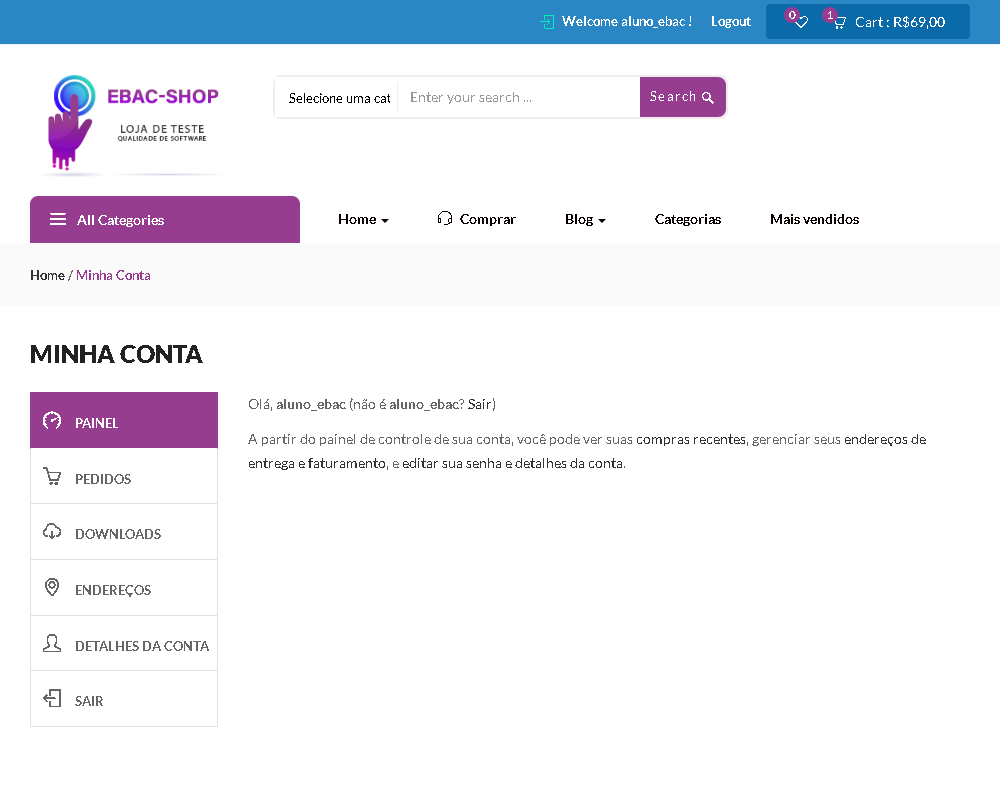 Welcome aluno_ebac ! Logout 0 1 Cart : R$69,00
EBAC-SHOP
LOJA DE TESTE
QUALIDADE DE SOFTWARE
Selecione uma cat Enter your search ... Search
All Categories Home Comprar Blog Categorias Mais vendidos
Home / Minha Conta
MINHA CONTA
PAINEL
PEDIDOS
DOWNLOADS
ENDEREÇOS
DETALHES DA CONTA
SAIR
Olá, aluno_ebac (não é aluno_ebac? Sair)
A partir do painel de controle de sua conta, você pode ver suas compras recentes, gerenciar seus endereços de
entrega e faturamento, e editar sua senha e detalhes da conta.